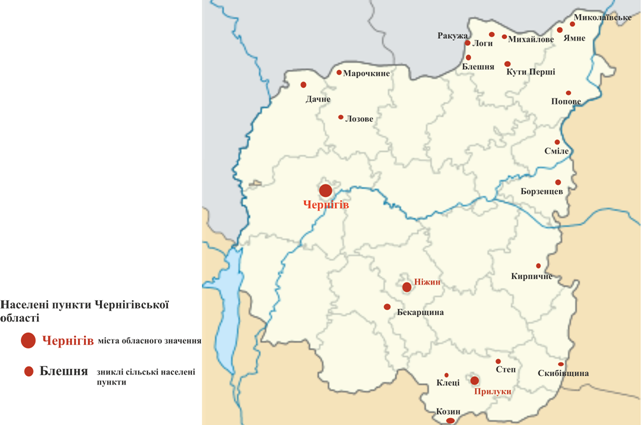 Миколаївське
Ракужа
Логи
Михайлове
Ямне
Блешня
Кути Перші
Марочкине
Дачне
Попове
Лозове
Сміле
Борзенцев
Чернігів
Кирпичне
Ніжин
Бекарщина
Степ
Скибівщина
Клеці
Прилуки
Козин
Населені пункти Чернігівської
області
Чернігів міста обласного значення
Блешня зниклі сільські населені
пункти